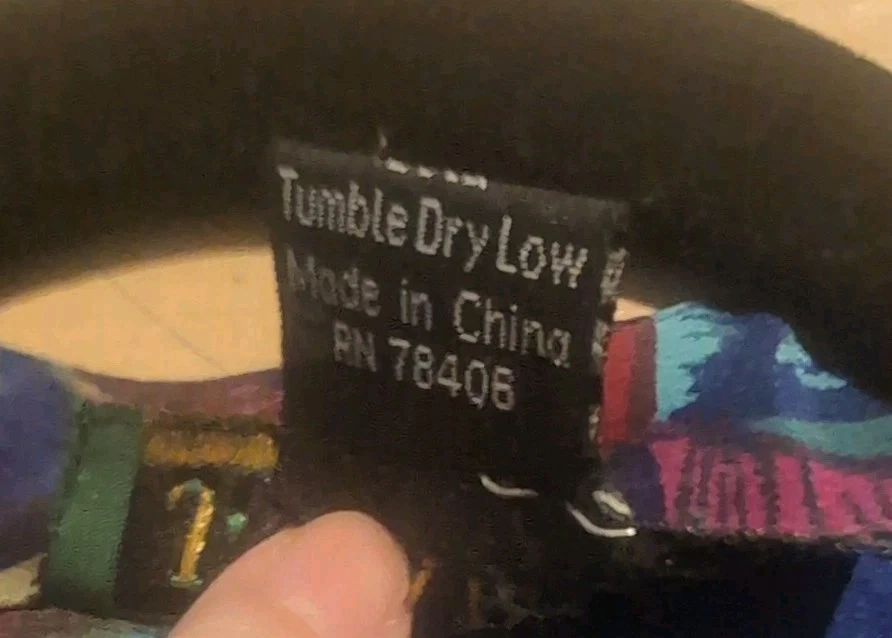 Tumble Dry Low
Made in China
RN 78406